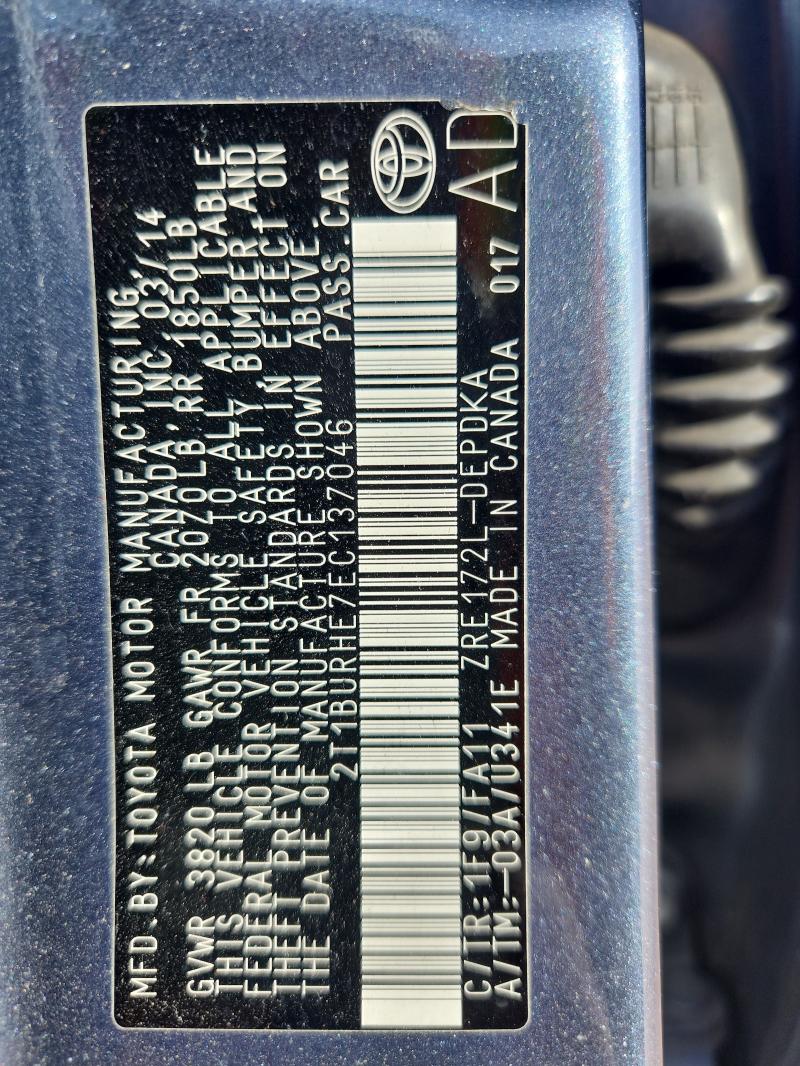 MFD.BY:TOYOTA MOTOR MANUFACTURING,
CANADA, INC 03/14
GVWR 3820 LB GAWR FR 2020LB,RR 1850LB
THIS VEHICLE CONFORMS TO ALL APPLICABLE
FEDERAL MOTOR VEHICLE SAFETY, BUMPER, AND
THEFT PREVENTION STANDARDS IN EFFECT ON
THE DATE OF MANUFACTURE SHOWN ABOVE.
2T1BURHE7EC137046 PASS.CAR
C/TR:1F9/FA11 ZRE172L-DEPDKA
A/TM:-03A/U341E MADE IN CANADA 017 AD